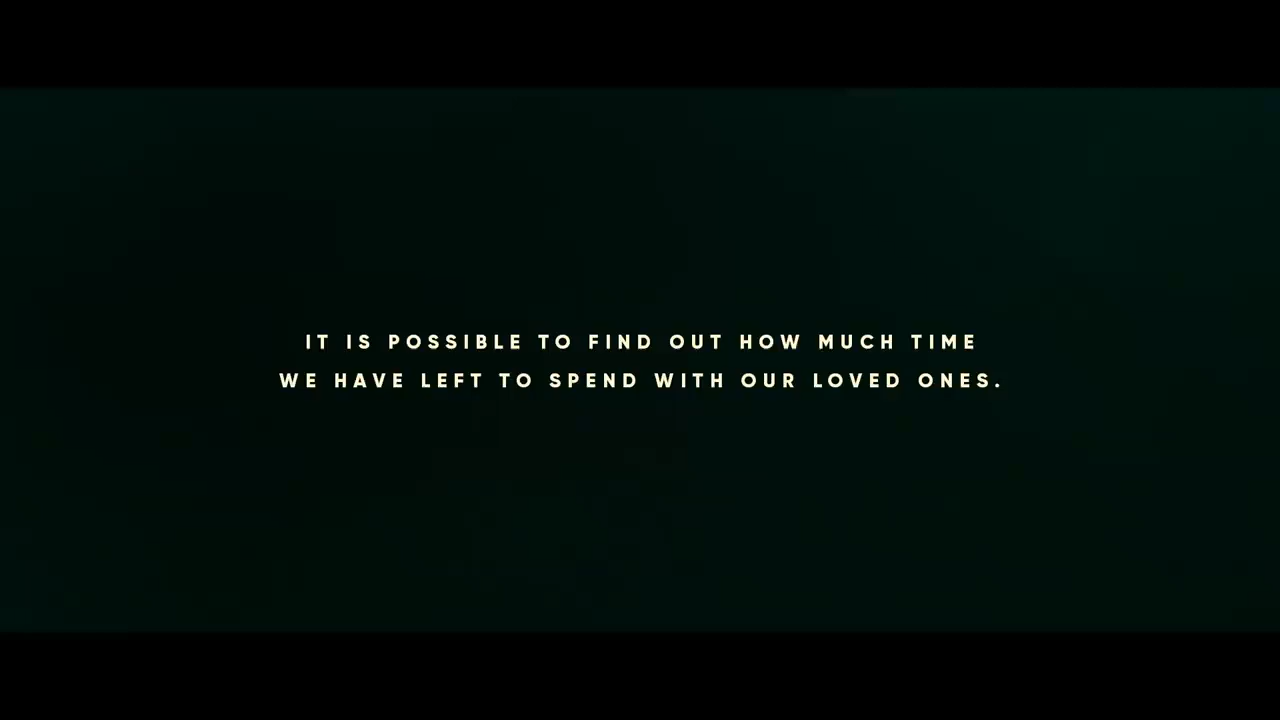 IT IS POSSIBLE TO FIND OUT HOW MUCH TIME
WE HAVE LEFT TO SPEND WITH OUR LOVED ONES.